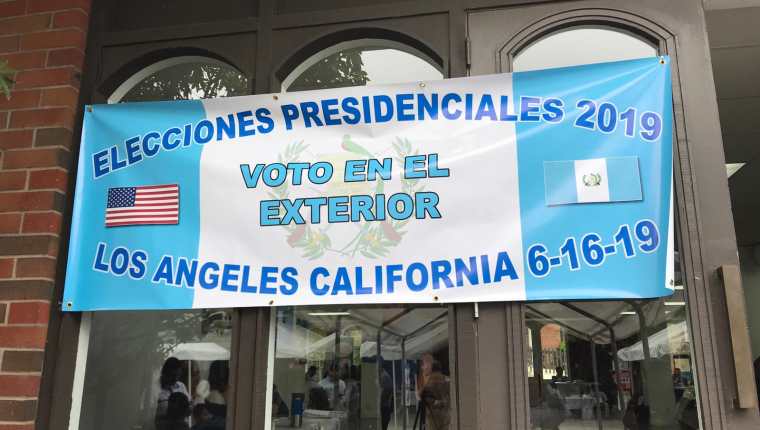 ELECCIONES PRESIDENCIALES 2019
VOTO EN EL
EXTERIOR
LOS ANGELES CALIFORNIA 6-16-19